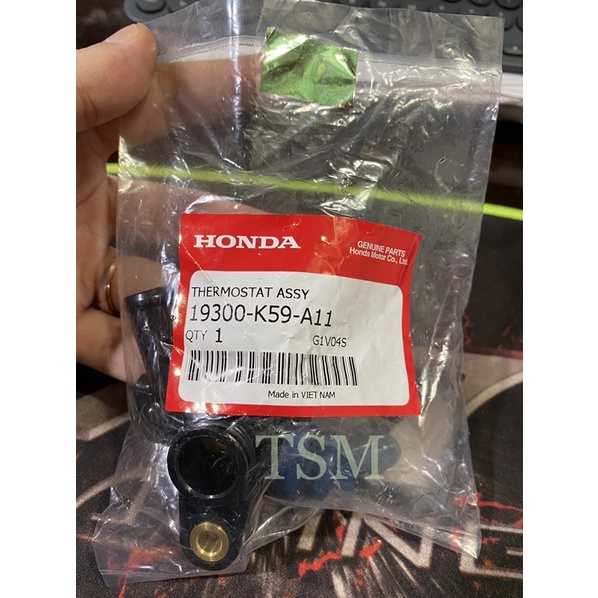 HONDA
GENUINE PARTS
Honda Motor Co., Ltd.
THERMOSTAT ASSY
19300-K59-A11
QTY 1
G1V04S
Made in VIET NAM
TSM